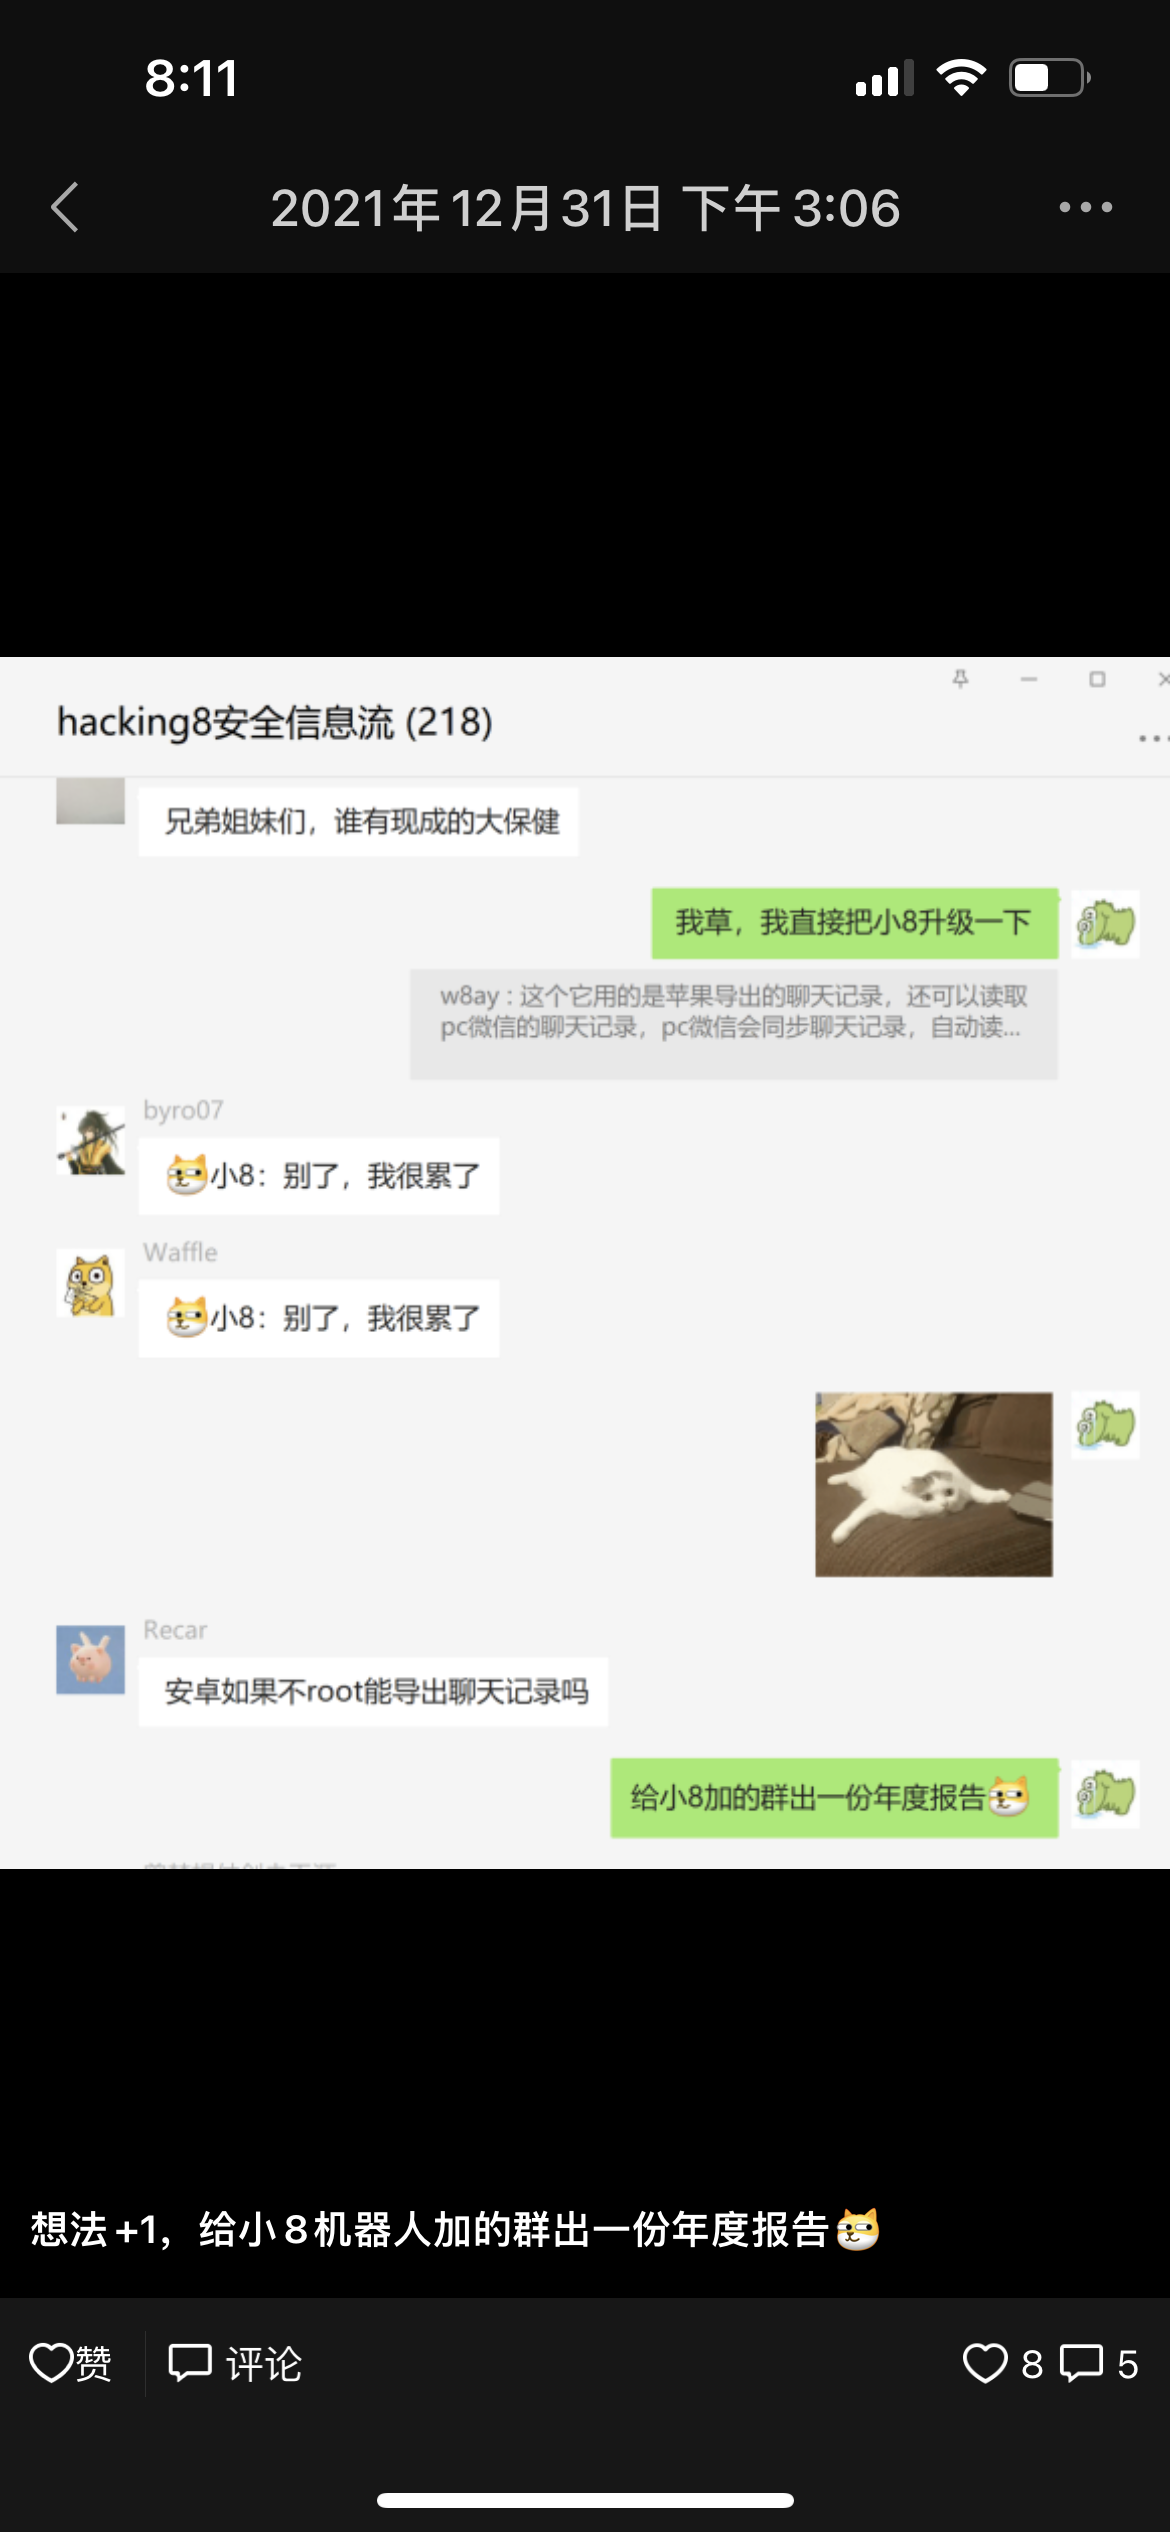 8:11
2021年12月31日 下午3:06
hacking8安全信息流 (218)
兄弟姐妹们，谁有现成的大保健
我草，我直接把小8升级一下
w8ay : 这个它用的是苹果导出的聊天记录，还可以读取
pc微信的聊天记录，pc微信会同步聊天记录，自动读...
byro07
小8：别了，我很累了
Waffle
小8：别了，我很累了
Recar
安卓如果不root能导出聊天记录吗
给小8加的群出一份年度报告
想法+1，给小8机器人加的群出一份年度报告
赞
评论
8
5